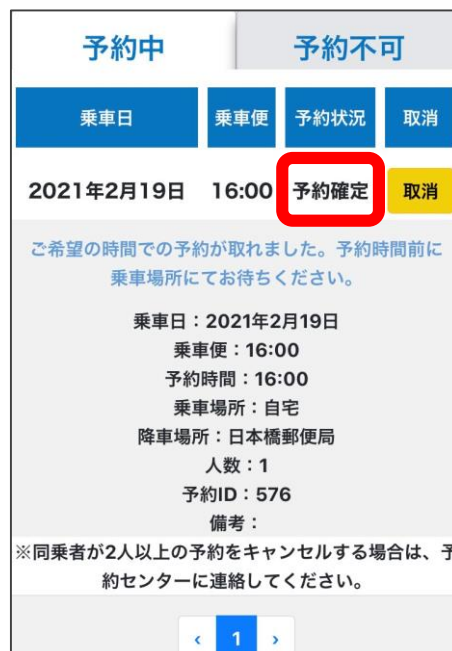 予約中 予約不可
乗車日 乗車便 予約状況 取消
2021年2月19日 16:00 予約確定 取消
ご希望の時間での予約が取れました。予約時間前に
乗車場所にてお待ちください。
乗車日：2021年2月19日
乗車便：16:00
予約時間：16:00
乗車場所：自宅
降車場所：日本橋郵便局
人数：1
予約ID：576
備考：
※同乗者が2人以上の予約をキャンセルする場合は、予
約センターに連絡してください。
‹ 1 ›